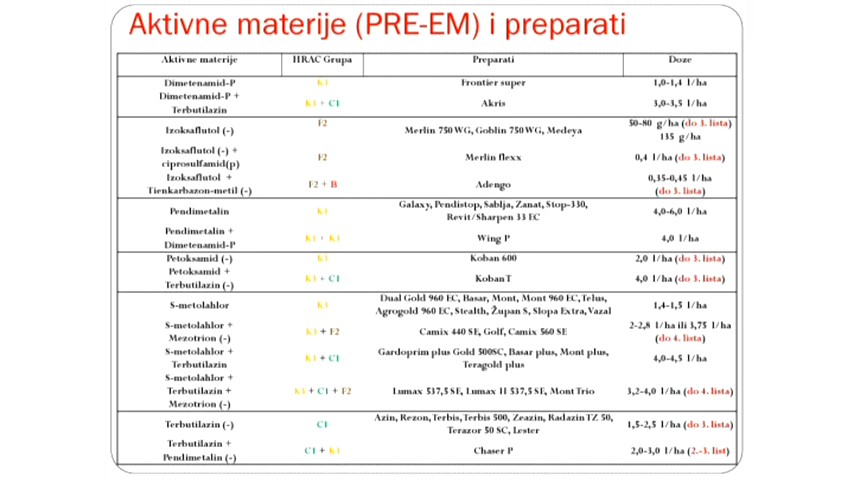 Aktivne materije (PRE-EM) i preparati
Aktivne materije HRAC Grupa Preparati Doze
Dimetenamid-P K3 Frontier super 1,0-1,4 l/ha
Dimetenamid-P +
Terbutilazin K3 + C1 Akris 3,0-3,5 l/ha
Izoksaflutol (-) F2 Merlin 750 WG, Goblin 750 WG, Medeya 50-80 g/ha (do 3. lista)
135 g/ha
Izoksaflutol (-) +
ciprosulfamid(p) F2 Merlin flexx 0,4 l/ha (do 3. lista)
Izoksaflutol +
Tienkarbazon-metil (-) F2 + B Adengo 0,35-0,45 l/ha
(do 3. lista)
Pendimetalin K1 Galaxy, Pendistop, Sablja, Zanat, Stop-330,
Revit/Sharpen 33 EC 4,0-6,0 l/ha
Pendimetalin +
Dimetenamid-P K1 + K3 Wing P 4,0 l/ha
Petoksamid (-) K3 Koban 600 2,0 l/ha (do 3. lista)
Petoksamid +
Terbutilazin (-) K3 + C1 Koban T 4,0 l/ha (do 3. lista)
S-metolahlor K3 Dual Gold 960 EC, Basar, Mont, Mont 960 EC, Telus,
Agrogold 960 EC, Stealth, Župan S, Slopa Extra, Vazal 1,4-1,5 l/ha
S-metolahlor +
Mezotrion (-) K3 + F2 Camix 440 SE, Golf, Camix 560 SE 2-2,8 l/ha ili 3,75 l/ha
(do 4. lista)
S-metolahlor +
Terbutilazin K3 + C1 Gardoprim plus Gold 500SC, Basar plus, Mont plus,
Teragold plus 4,0-4,5 l/ha
S-metolahlor +
Terbutilazin +
Mezotrion (-) K3 + C1 + F2 Lumax 537,5 SE, Lumax H 537,5 SE, Mont Trio 3,2-4,0 l/ha (do 4. lista)
Terbutilazin (-) C1 Azin, Rezon, Terbis, Terbis 500, Zeazin, Radazin TZ 50,
Terazor 50 SC, Lester 1,5-2,5 l/ha (do 3. lista)
Terbutilazin +
Pendimetalin (-) C1 + K1 Chaser P 2,0-3,0 l/ha (2.-3. list)